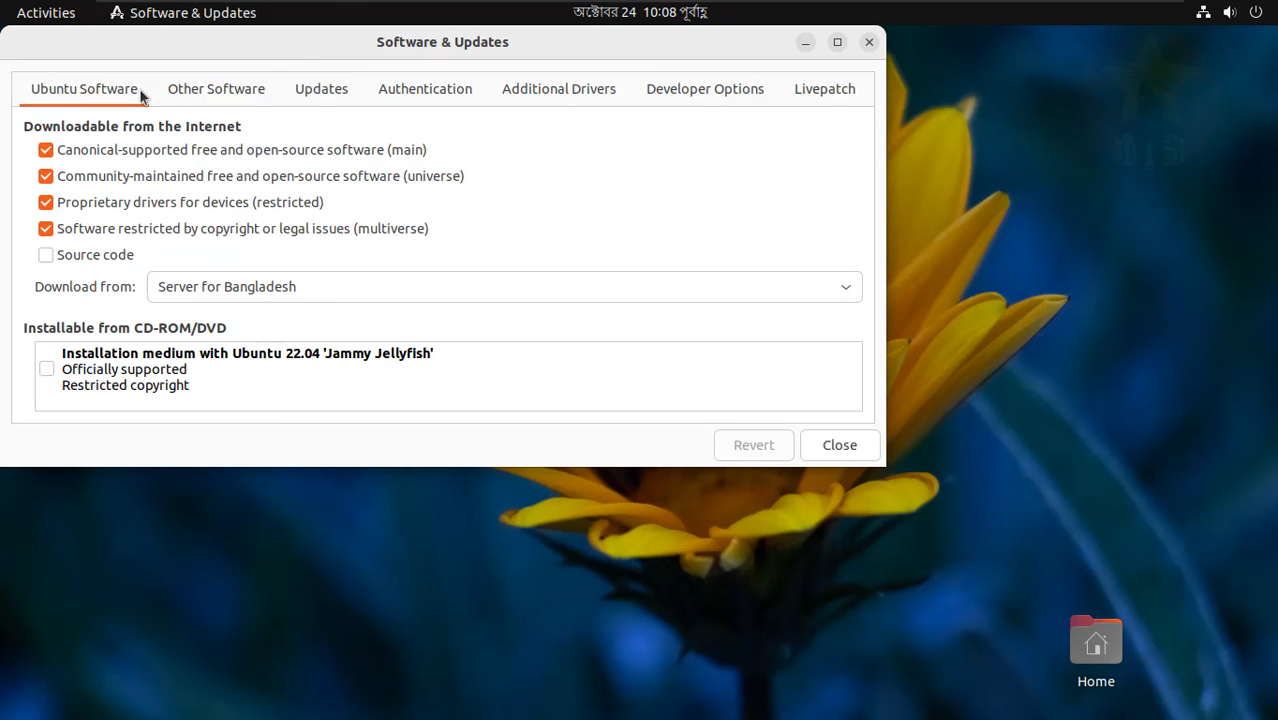 Activities Software & Updates অক্টোবর 24 10:08 পূর্বাহ্ণ
Software & Updates
Ubuntu Software Other Software Updates Authentication Additional Drivers Developer Options Livepatch
Downloadable from the Internet
Canonical-supported free and open-source software (main)
Community-maintained free and open-source software (universe)
Proprietary drivers for devices (restricted)
Software restricted by copyright or legal issues (multiverse)
Source code
Download from: Server for Bangladesh
Installable from CD-ROM/DVD
Installation medium with Ubuntu 22.04 'Jammy Jellyfish'
Officially supported
Restricted copyright
Revert Close
Home